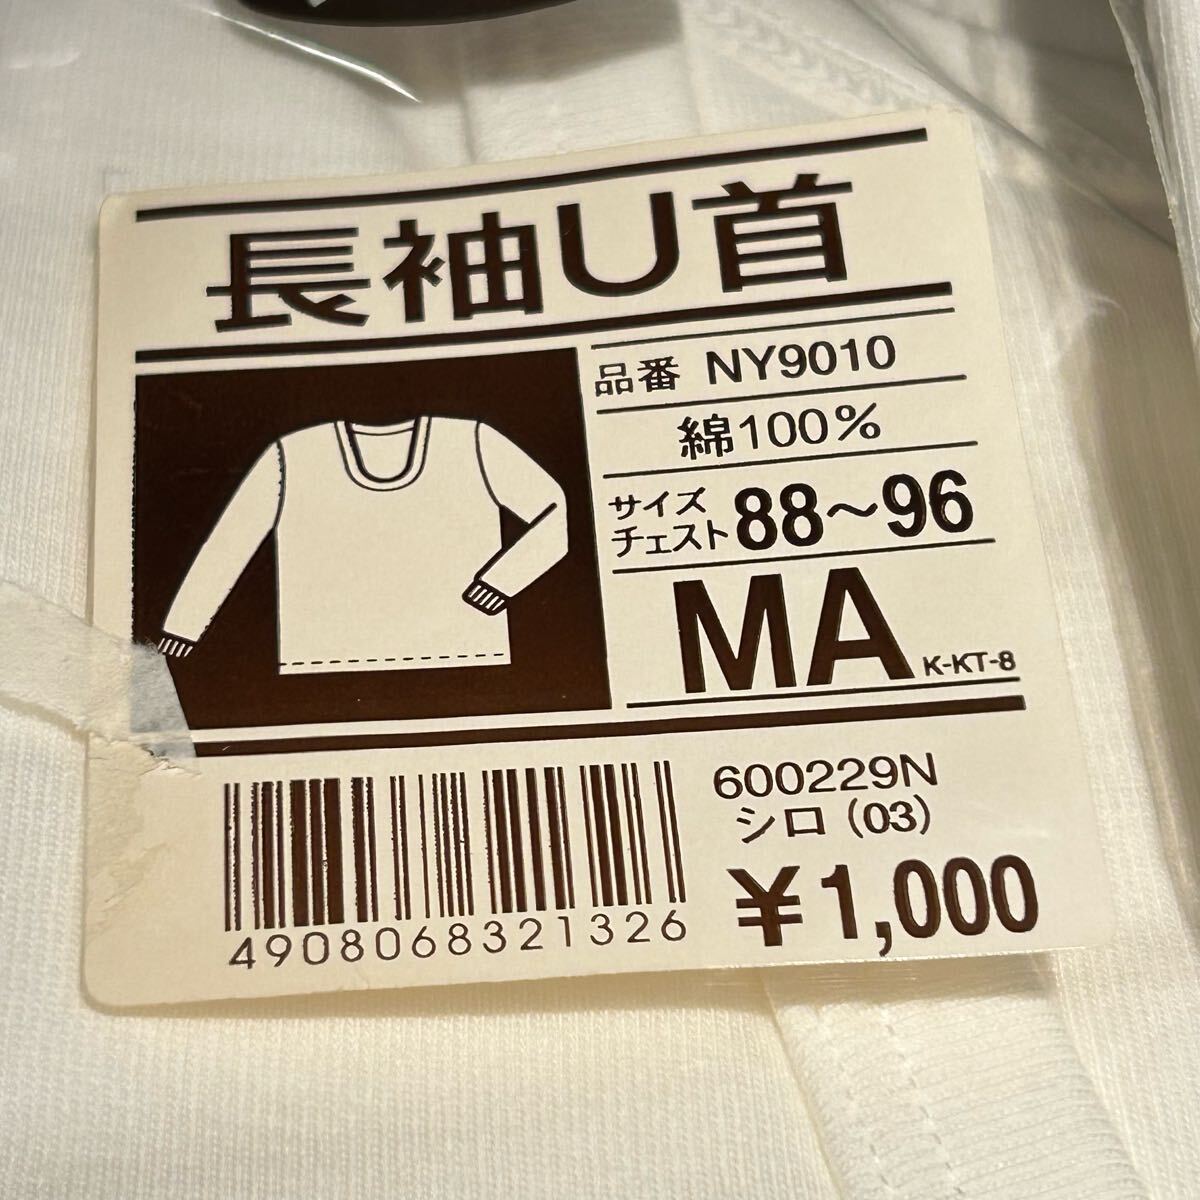 長袖U首
品番 NY9010
綿100%
サイズ
チェスト 88～96
MA K-KT-8
600229N
シロ (03)
¥1,000
4908068321326